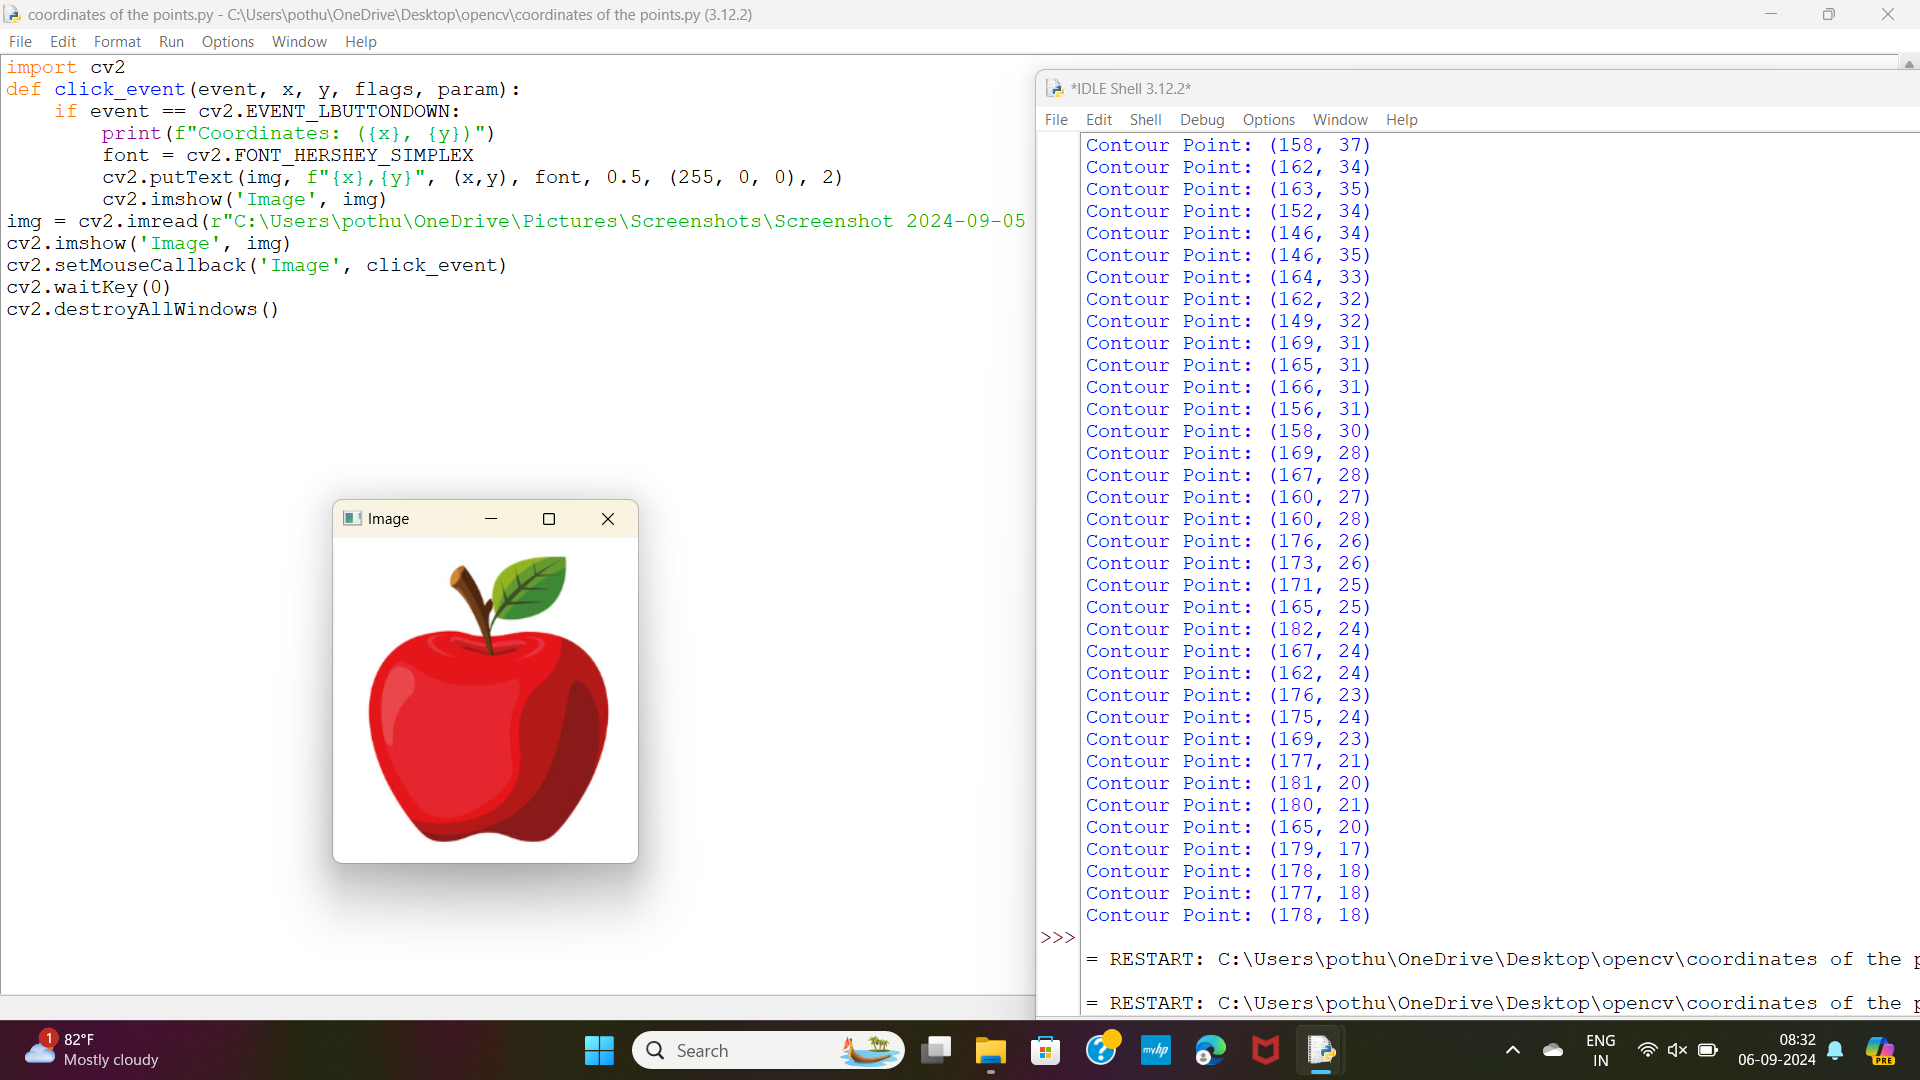 coordinates of the points.py - C:\Users\pothu\OneDrive\Desktop\opencv\coordinates of the points.py (3.12.2)
File Edit Format Run Options Window Help
import cv2
def click_event(event, x, y, flags, param):
    if event == cv2.EVENT_LBUTTONDOWN:
        print(f"Coordinates: ({x}, {y})")
        font = cv2.FONT_HERSHEY_SIMPLEX
        cv2.putText(img, f"{x},{y}", (x,y), font, 0.5, (255, 0, 0), 2)
        cv2.imshow('Image', img)
img = cv2.imread(r"C:\Users\pothu\OneDrive\Pictures\Screenshots\Screenshot 2024-09-05
cv2.imshow('Image', img)
cv2.setMouseCallback('Image', click_event)
cv2.waitKey(0)
cv2.destroyAllWindows()
Image
*IDLE Shell 3.12.2*
File Edit Shell Debug Options Window Help
Contour Point: (158, 37)
Contour Point: (162, 34)
Contour Point: (163, 35)
Contour Point: (152, 34)
Contour Point: (146, 34)
Contour Point: (146, 35)
Contour Point: (164, 33)
Contour Point: (162, 32)
Contour Point: (149, 32)
Contour Point: (169, 31)
Contour Point: (165, 31)
Contour Point: (166, 31)
Contour Point: (156, 31)
Contour Point: (158, 30)
Contour Point: (169, 28)
Contour Point: (167, 28)
Contour Point: (160, 27)
Contour Point: (160, 28)
Contour Point: (176, 26)
Contour Point: (173, 26)
Contour Point: (171, 25)
Contour Point: (165, 25)
Contour Point: (182, 24)
Contour Point: (167, 24)
Contour Point: (162, 24)
Contour Point: (176, 23)
Contour Point: (175, 24)
Contour Point: (169, 23)
Contour Point: (177, 21)
Contour Point: (181, 20)
Contour Point: (180, 21)
Contour Point: (165, 20)
Contour Point: (179, 17)
Contour Point: (178, 18)
Contour Point: (177, 18)
Contour Point: (178, 18)
>>>
= RESTART: C:\Users\pothu\OneDrive\Desktop\opencv\coordinates of the
= RESTART: C:\Users\pothu\OneDrive\Desktop\opencv\coordinates of the
1
82°F
Mostly cloudy
Search
myhp
ENG
IN
08:32
06-09-2024
PRE